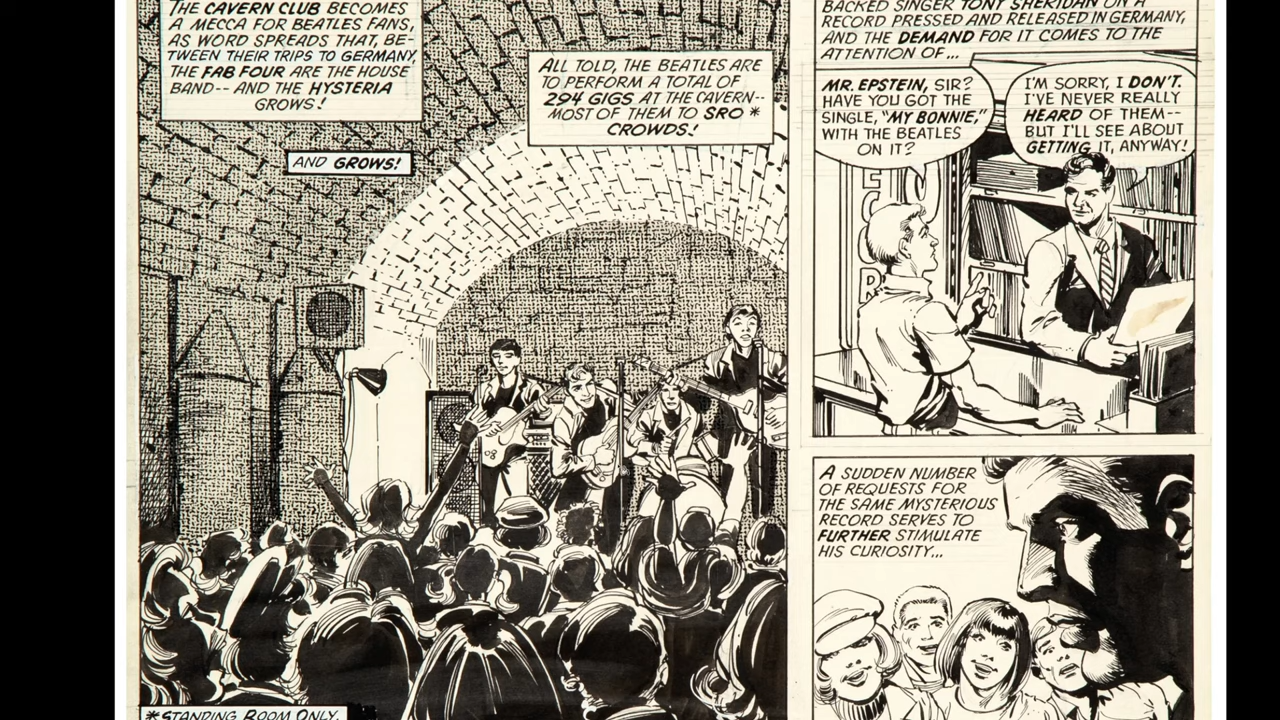 THE CAVERN CLUB BECOMES
A MECCA FOR BEATLES FANS,
AS WORD SPREADS THAT, BE-
TWEEN THEIR TRIPS TO GERMANY,
THE FAB FOUR ARE THE HOUSE
BAND-- AND THE HYSTERIA
GROWS!
AND GROWS!
ALL TOLD, THE BEATLES ARE
TO PERFORM A TOTAL OF
294 GIGS AT THE CAVERN--
MOST OF THEM TO SRO *
CROWDS!
*STANDING ROOM ONLY.
BACKED SINGER TONY SHERIDAN ON A
RECORD PRESSED AND RELEASED IN GERMANY,
AND THE DEMAND FOR IT COMES TO THE
ATTENTION OF...
MR. EPSTEIN, SIR?
HAVE YOU GOT THE
SINGLE, "MY BONNIE,"
WITH THE BEATLES
ON IT?
I'M SORRY, I DON'T.
I'VE NEVER REALLY
HEARD OF THEM--
BUT I'LL SEE ABOUT
GETTING IT, ANYWAY!
A SUDDEN NUMBER
OF REQUESTS FOR
THE SAME MYSTERIOUS
RECORD SERVES TO
FURTHER STIMULATE
HIS CURIOSITY...